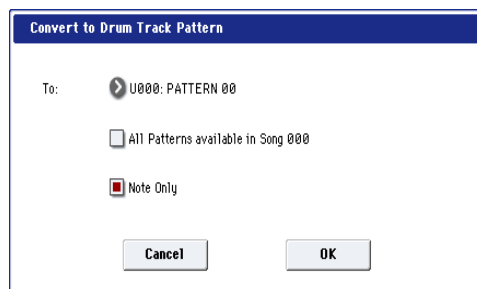 Convert to Drum Track Pattern
To: U000: PATTERN 00
All Patterns available in Song 000
Note Only
Cancel OK